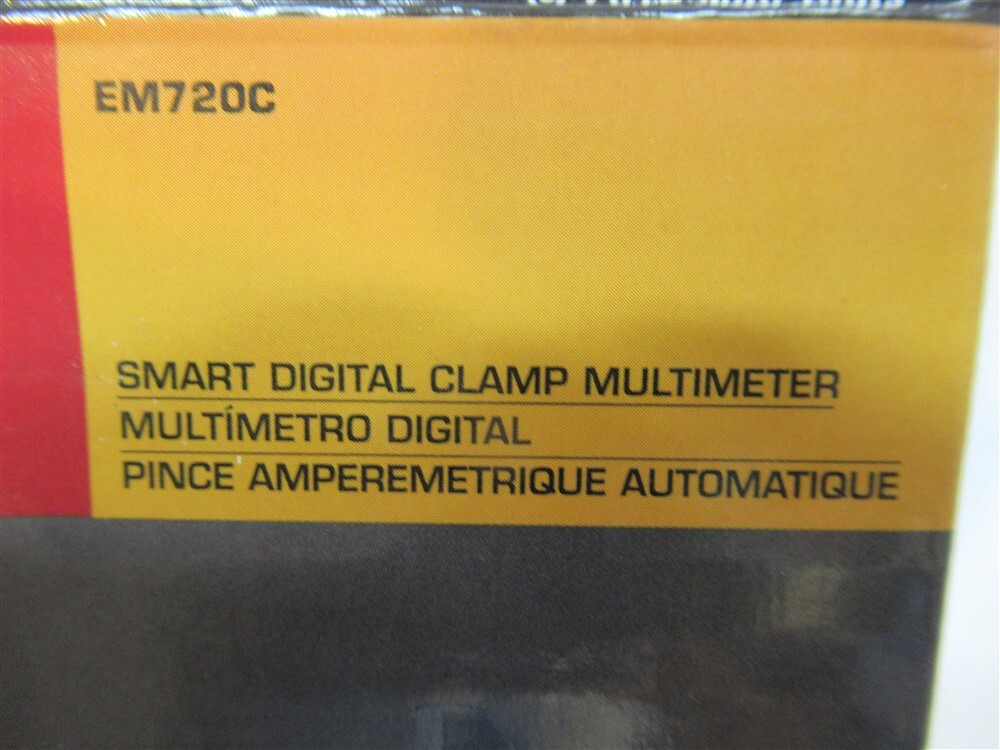 EM720C
SMART DIGITAL CLAMP MULTIMETER
MULTÍMETRO DIGITAL
PINCE AMPEREMETRIQUE AUTOMATIQUE